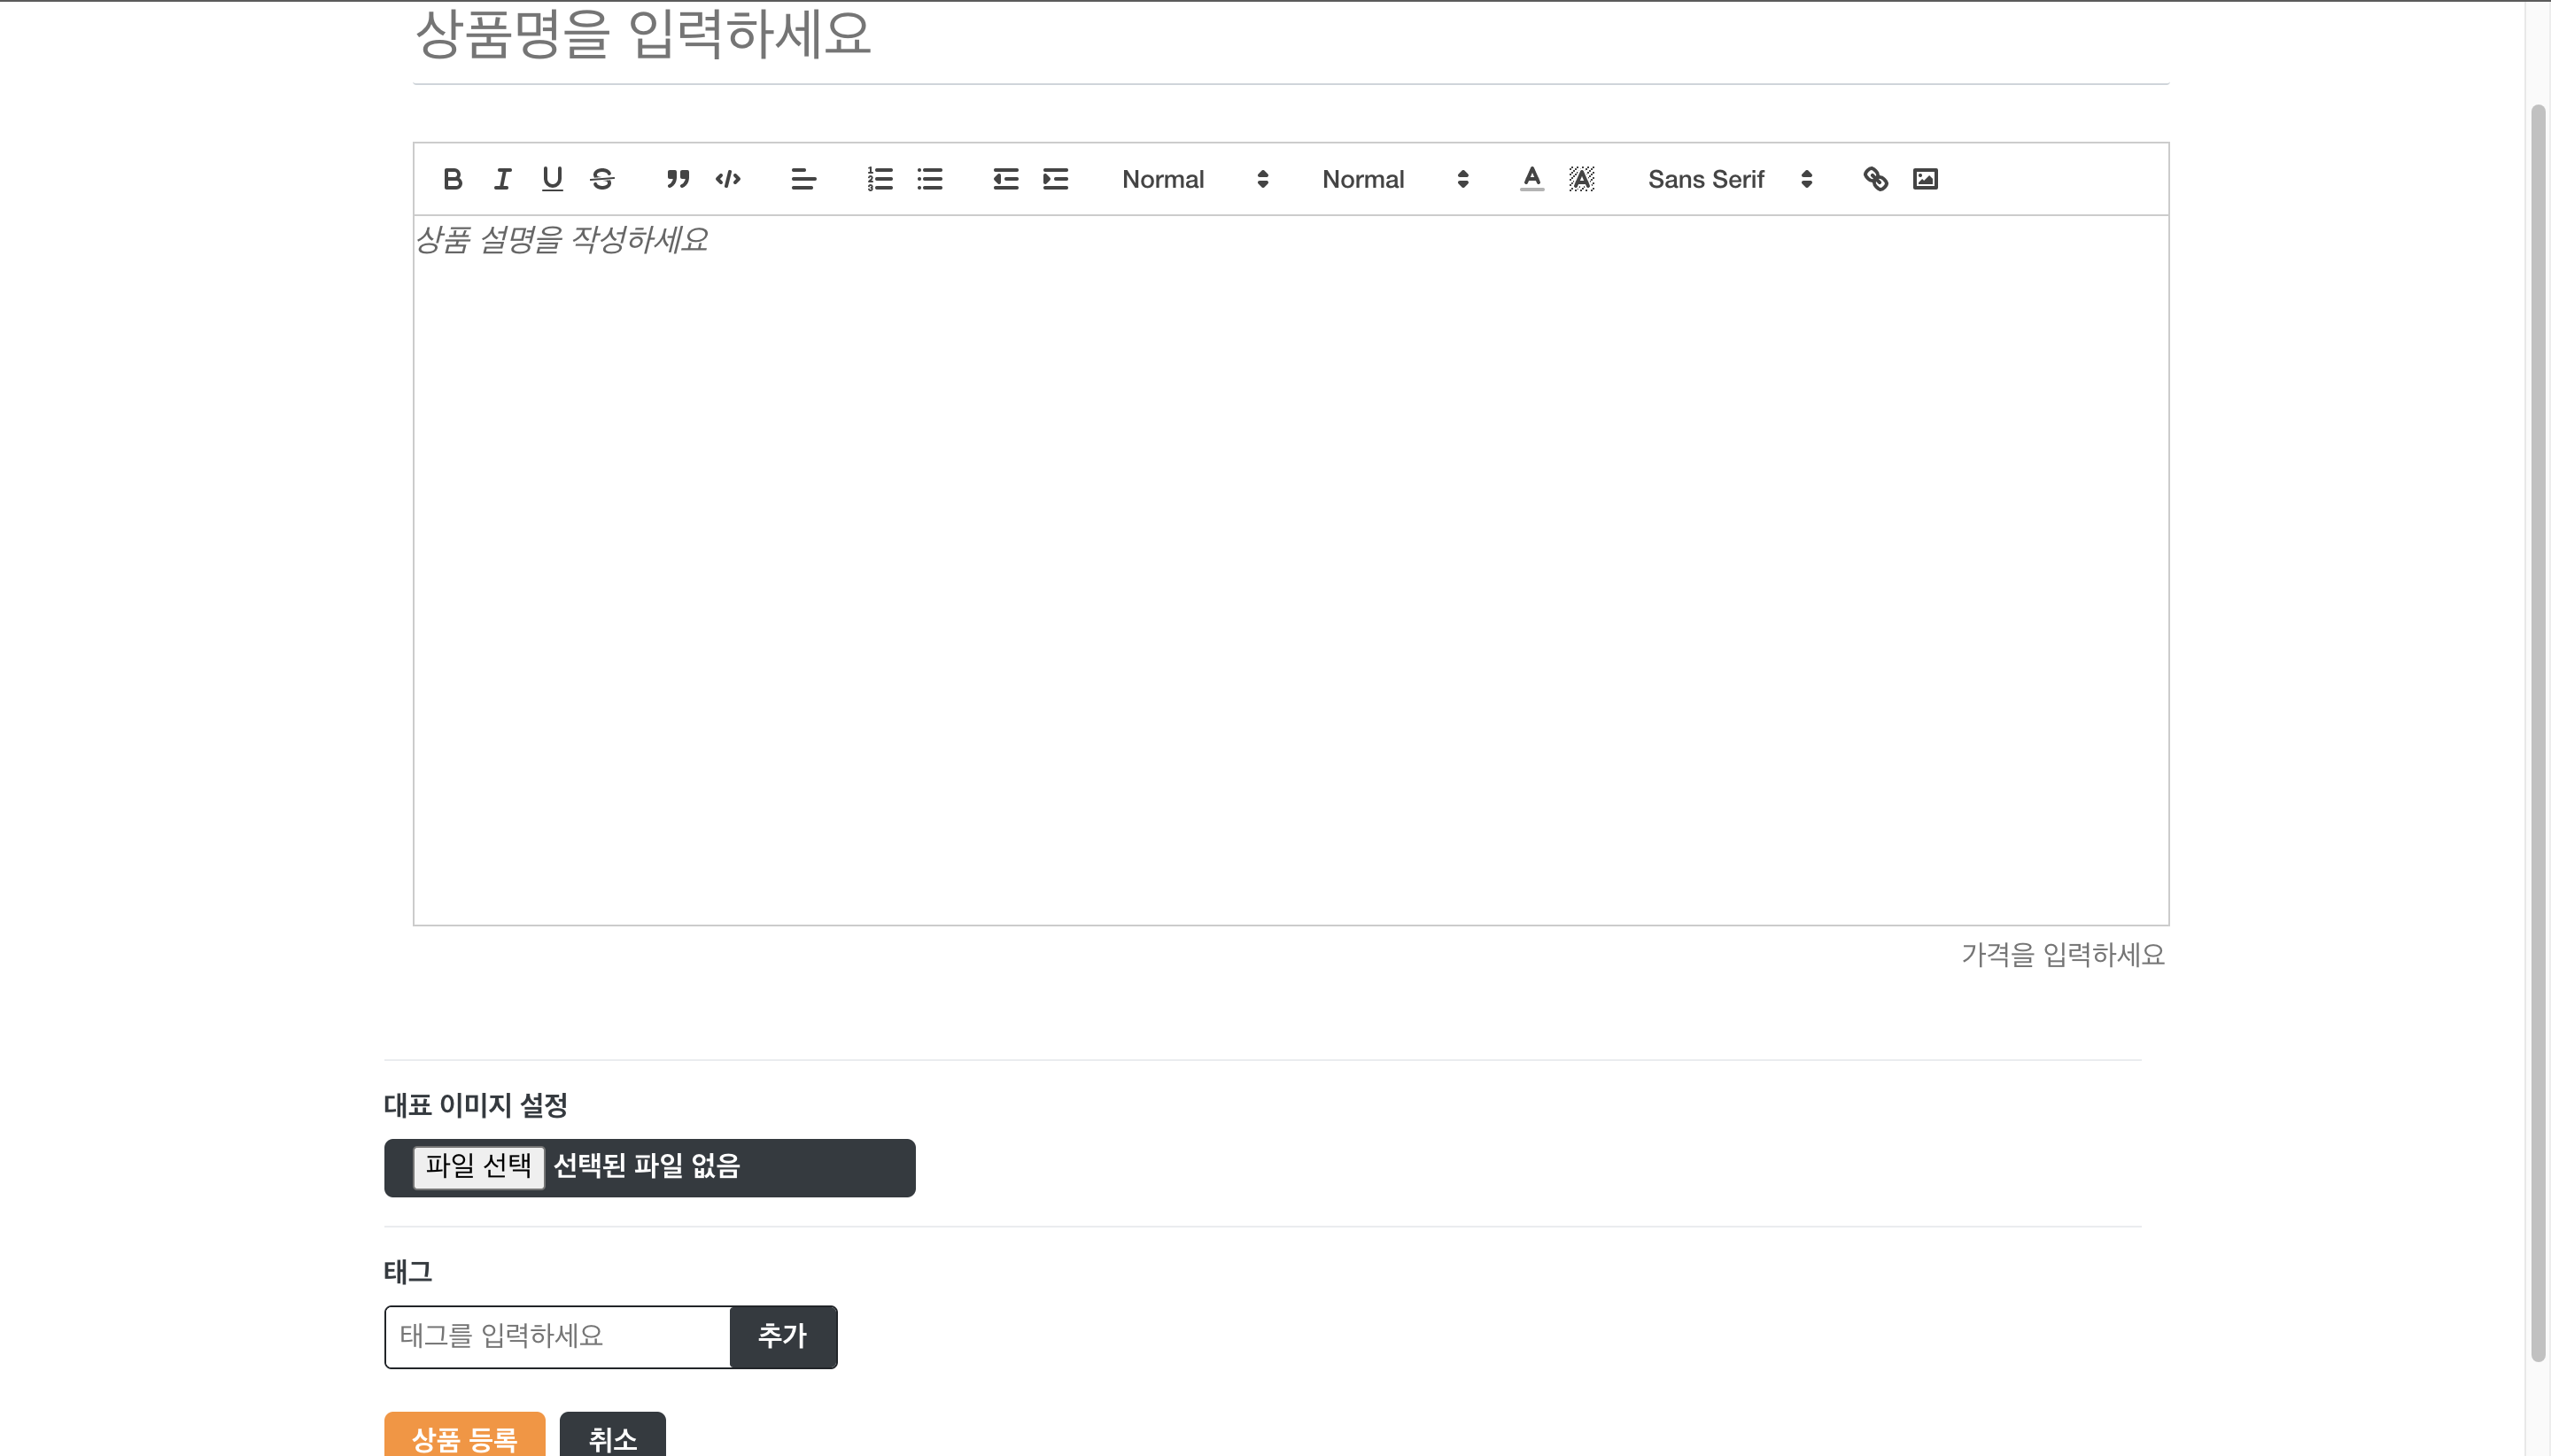 상품명을 입력하세요
Normal Normal Sans Serif
상품 설명을 작성하세요
가격을 입력하세요
대표 이미지 설정
파일 선택 선택된 파일 없음
태그
태그를 입력하세요 추가
상품 등록 취소